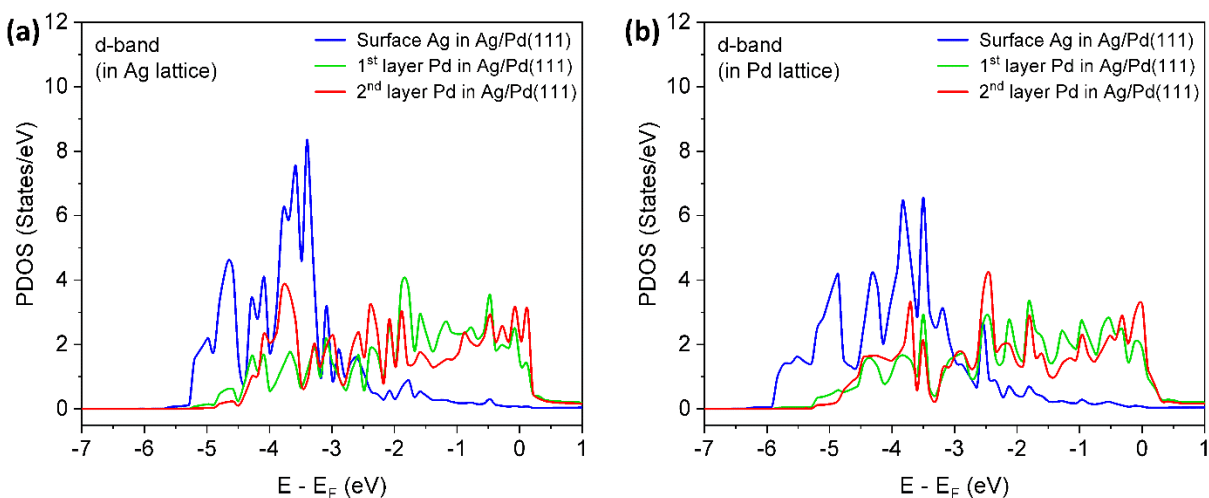 (a)
d-band
(in Ag lattice)
Surface Ag in Ag/Pd(111)
1st layer Pd in Ag/Pd(111)
2nd layer Pd in Ag/Pd(111)
PDOS (States/eV)
12
10
8
6
4
2
0
-7 -6 -5 -4 -3 -2 -1 0 1
E - EF (eV)
(b)
d-band
(in Pd lattice)
Surface Ag in Ag/Pd(111)
1st layer Pd in Ag/Pd(111)
2nd layer Pd in Ag/Pd(111)
PDOS (States/eV)
12
10
8
6
4
2
0
-7 -6 -5 -4 -3 -2 -1 0 1
E - EF (eV)